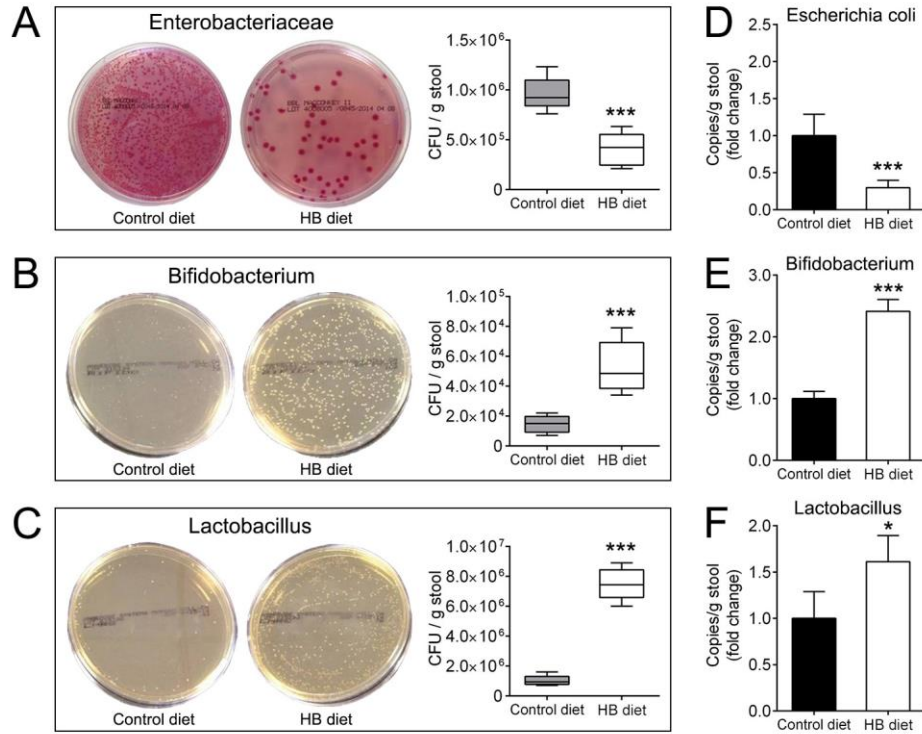 A
Enterobacteriaceae
Control diet
HB diet
BBL MACCONKEY II
CFU / g stool
1.5×10⁶
1.0×10⁶
5.0×10⁵
0
***
Control diet
HB diet
D
Escherichia coli
Copies/g stool
(fold change)
2.0
1.5
1.0
0.5
0.0
***
Control diet
HB diet
B
Bifidobacterium
Control diet
HB diet
CFU / g stool
1.0×10⁵
8.0×10⁴
6.0×10⁴
4.0×10⁴
2.0×10⁴
0
***
Control diet
HB diet
E
Bifidobacterium
Copies/g stool
(fold change)
3.0
2.0
1.0
0.0
***
Control diet
HB diet
C
Lactobacillus
Control diet
HB diet
CFU / g stool
1.0×10⁷
8.0×10⁶
6.0×10⁶
4.0×10⁶
2.0×10⁶
0
***
Control diet
HB diet
F
Lactobacillus
Copies/g stool
(fold change)
2.0
1.5
1.0
0.5
0.0
*
Control diet
HB diet